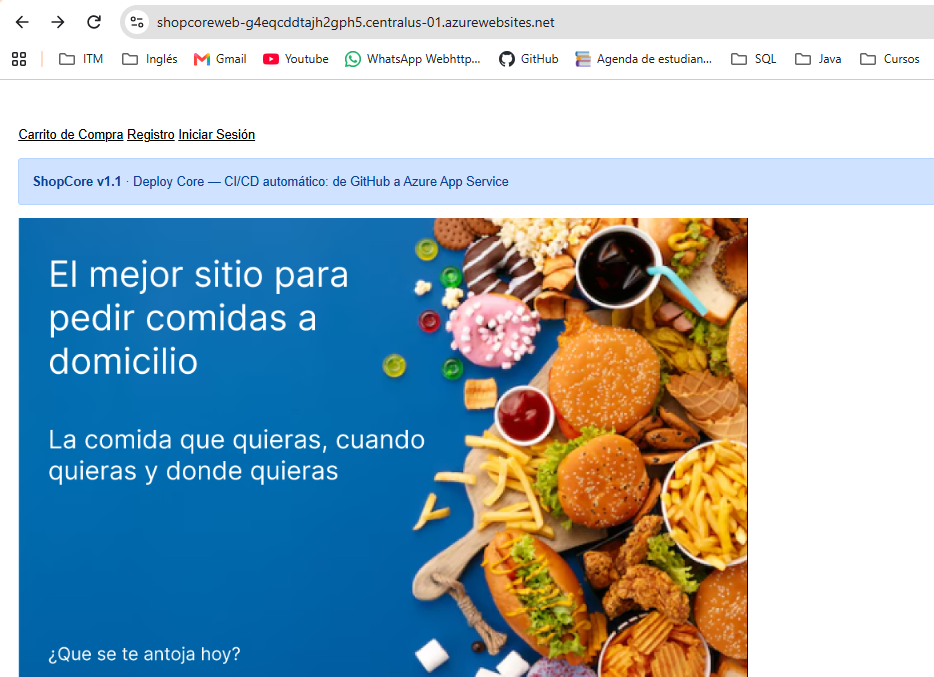 shopcoreweb-g4eqcddtajh2gph5.centralus-01.azurewebsites.net
ITM Inglés Gmail Youtube WhatsApp Webhttp... GitHub Agenda de estudian... SQL Java Cursos
Carrito de Compra Registro Iniciar Sesión
ShopCore v1.1 · Deploy Core — CI/CD automático: de GitHub a Azure App Service
El mejor sitio para
pedir comidas a
domicilio
La comida que quieras, cuando
quieras y donde quieras
¿Que se te antoja hoy?